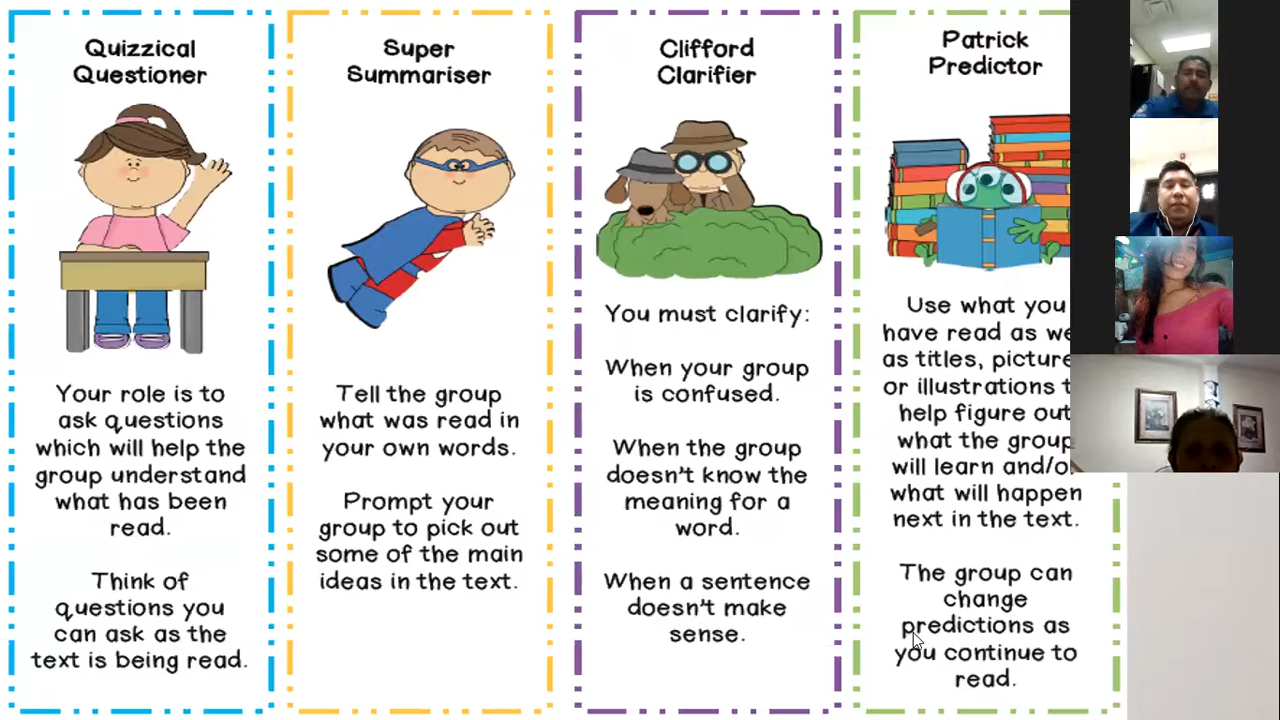 Quizzical
Questioner
Your role is to
ask questions
which will help the
group understand
what has been
read.
Think of
questions you
can ask as the
text is being read.
Super
Summariser
Tell the group
what was read in
your own words.
Prompt your
group to pick out
some of the main
ideas in the text.
Clifford
Clarifier
You must clarify:
When your group
is confused.
When the group
doesn't know the
meaning for a
word.
When a sentence
doesn't make
sense.
Patrick
Predictor
Use what you
have read as
as titles,
or illustrations
help figure out
what the group
will learn
what will happen
next in the text.
The group can
change
predictions as
you continue to
read.